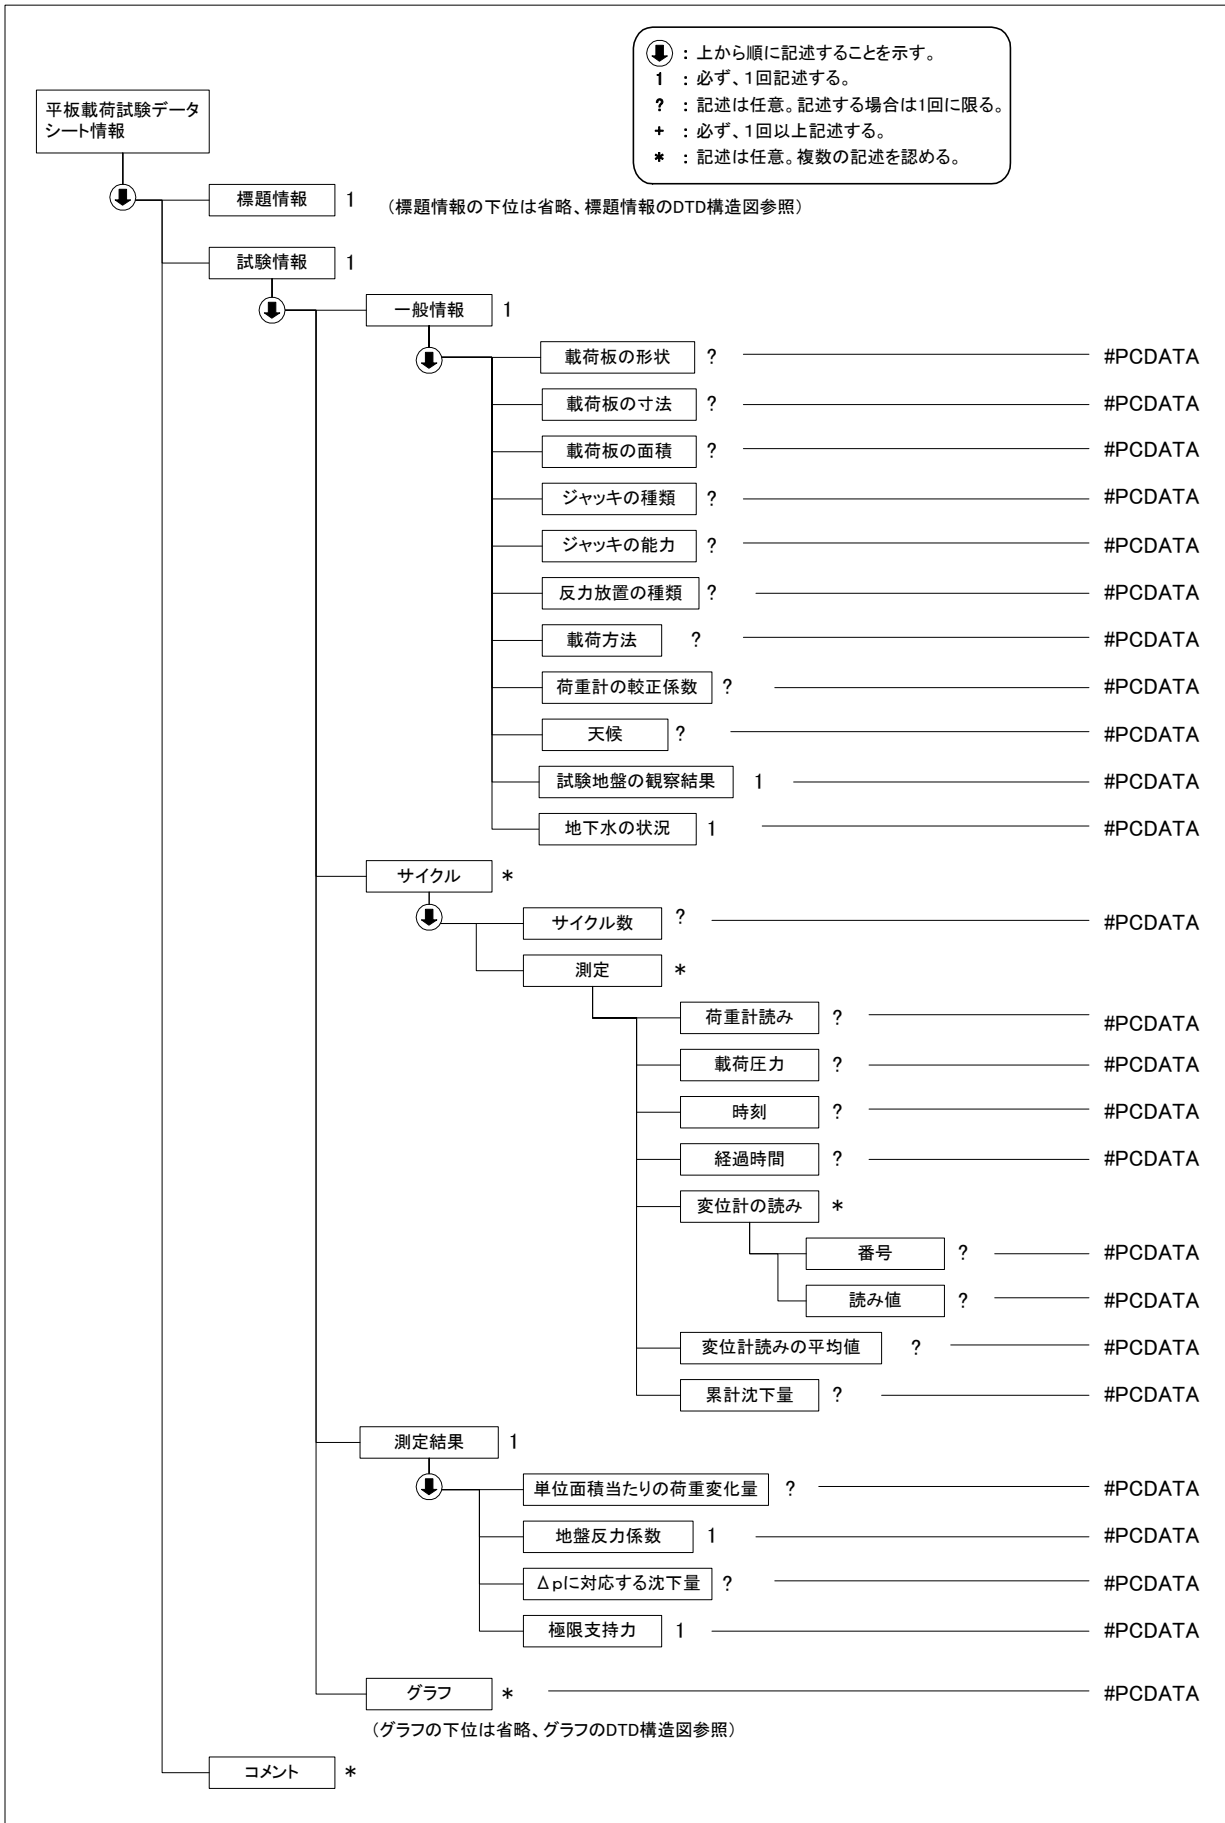 ：上から順に記述することを示す。
1 ：必ず、1回記述する。
? ：記述は任意。記述する場合は1回に限る。
+ ：必ず、1回以上記述する。
* ：記述は任意。複数の記述を認める。
平板載荷試験データ
シート情報
標題情報 1 （標題情報の下位は省略、標題情報のDTD構造図参照）
試験情報 1
一般情報 1
載荷板の形状 ? #PCDATA
載荷板の寸法 ? #PCDATA
載荷板の面積 ? #PCDATA
ジャッキの種類 ? #PCDATA
ジャッキの能力 ? #PCDATA
反力放置の種類 ? #PCDATA
載荷方法 ? #PCDATA
荷重計の較正係数 ? #PCDATA
天候 ? #PCDATA
試験地盤の観察結果 1 #PCDATA
地下水の状況 1 #PCDATA
サイクル *
サイクル数 ? #PCDATA
測定 *
荷重計読み ? #PCDATA
載荷圧力 ? #PCDATA
時刻 ? #PCDATA
経過時間 ? #PCDATA
変位計の読み *
番号 ? #PCDATA
読み値 ? #PCDATA
変位計読みの平均値 ? #PCDATA
累計沈下量 ? #PCDATA
測定結果 1
単位面積当たりの荷重変化量 ? #PCDATA
地盤反力係数 1 #PCDATA
Δpに対応する沈下量 ? #PCDATA
極限支持力 1 #PCDATA
グラフ * #PCDATA
（グラフの下位は省略、グラフのDTD構造図参照）
コメント *